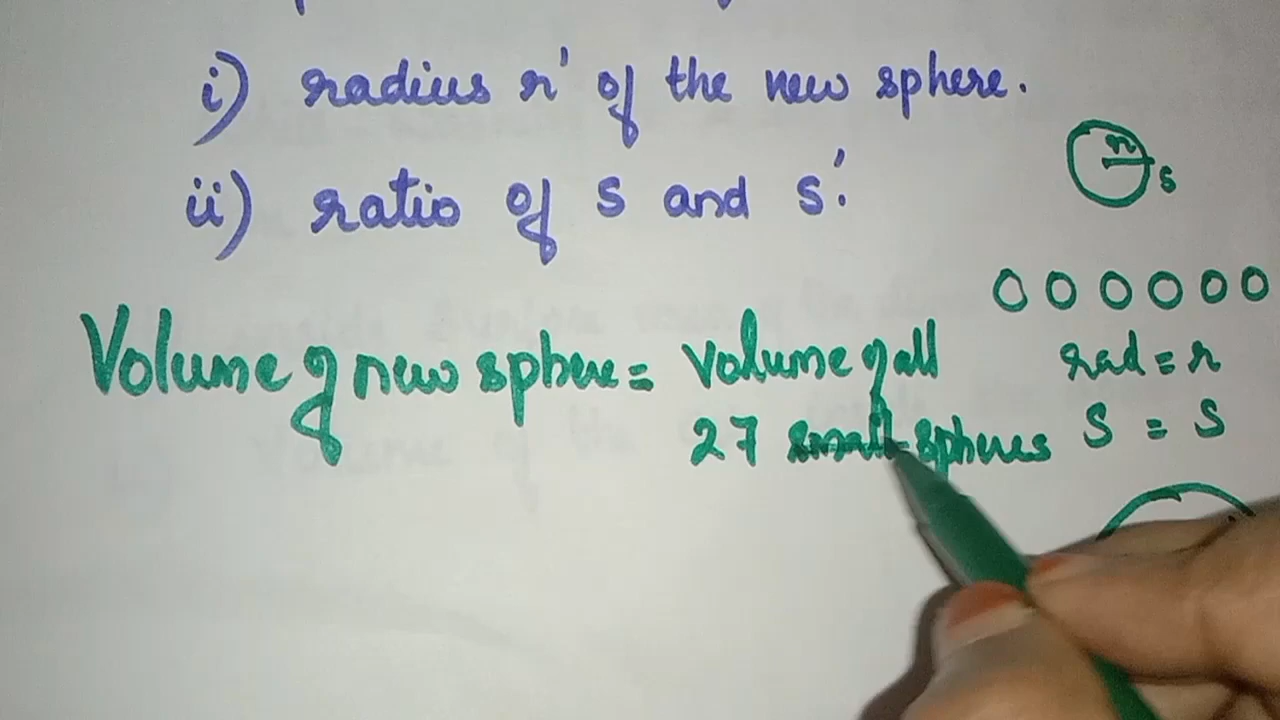 i) radius r' of the new sphere.
ii) ratio of S and S'.
r
S
Volume of new sphere = Volume of all
27 spheres
rad = r
S = S